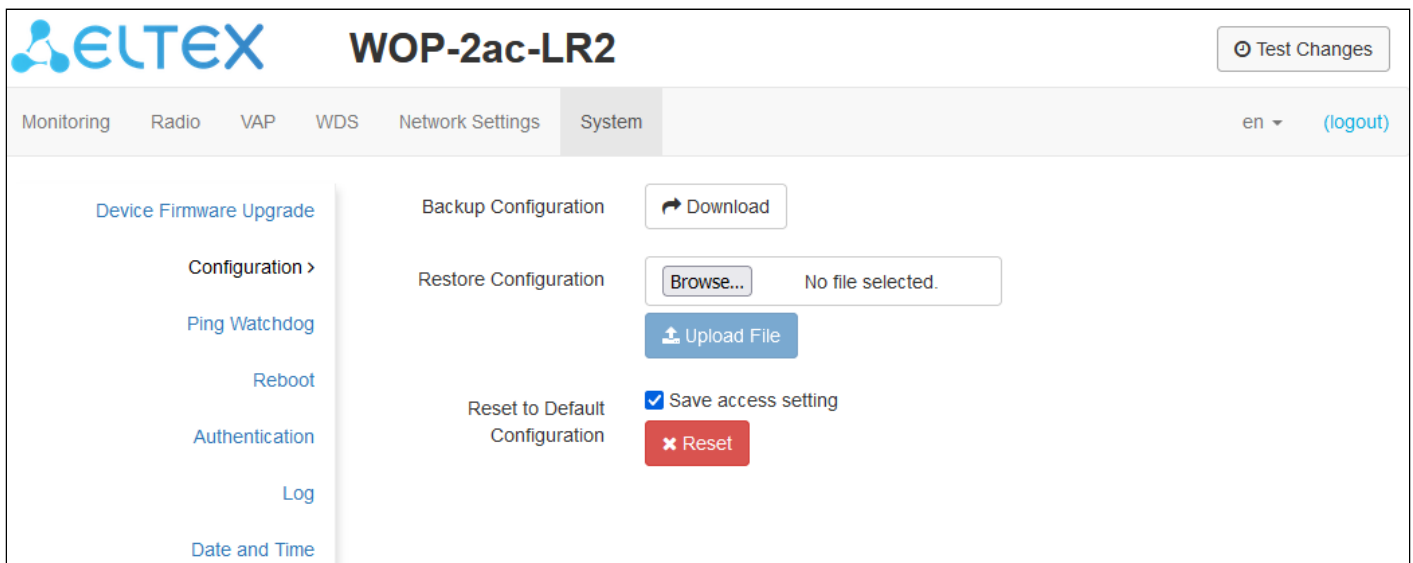 ELTEX WOP-2ac-LR2 Test Changes
Monitoring Radio VAP WDS Network Settings System en (logout)
Device Firmware Upgrade
Configuration >
Ping Watchdog
Reboot
Authentication
Log
Date and Time
Backup Configuration Download
Restore Configuration Browse... No file selected.
Upload File
Reset to Default
Configuration
Save access setting
Reset